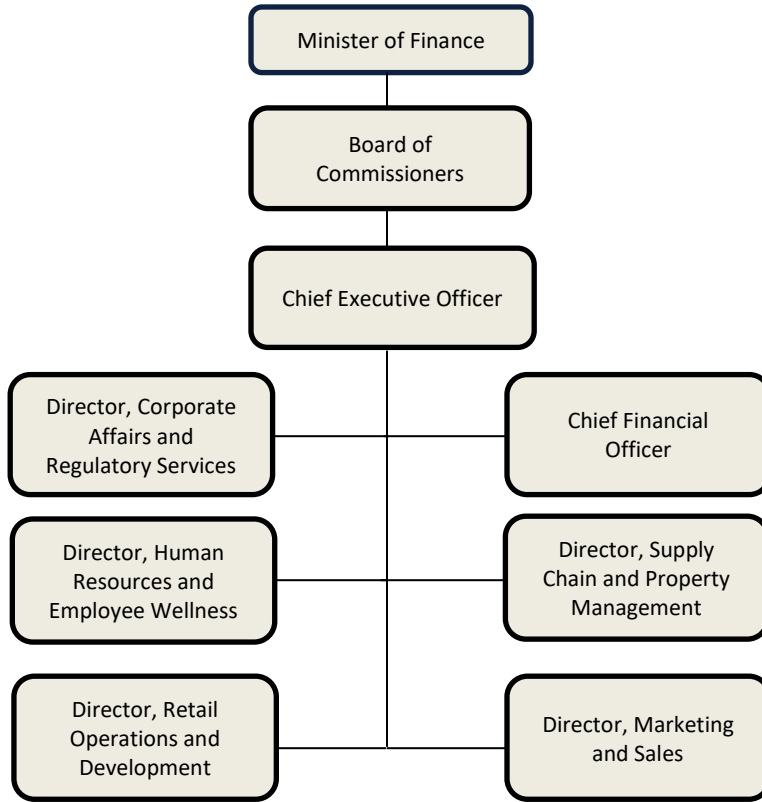 Minister of Finance
Board of
Commissioners
Chief Executive Officer
Director, Corporate
Affairs and
Regulatory Services
Chief Financial
Officer
Director, Human
Resources and
Employee Wellness
Director, Supply
Chain and Property
Management
Director, Retail
Operations and
Development
Director, Marketing
and Sales